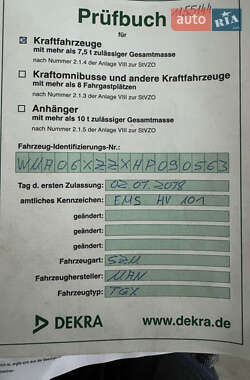 AUTO RIA
Prüfbuch
für
Kraftfahrzeuge
mit mehr als 7,5 t zulässiger Gesamtmasse
nach Nummer 2.1.4 der Anlage VIII zur StVZO
Kraftomnibusse und andere Kraftfahrzeuge
mit mehr als 8 Fahrgastplätzen
nach Nummer 2.1.3 der Anlage VIII zur StVZO
Anhänger
mit mehr als 10 t zulässiger Gesamtmasse
nach Nummer 2.1.5 der Anlage VIII zur StVZO
Fahrzeug-Identifizierungs-Nr.:
WMA06XZZXHP090563
Tag d. ersten Zulassung: 02.01.2018
amtliches Kennzeichen: EMS HV 101
geändert:
geändert:
geändert:
Fahrzeugart: SZM
Fahrzeughersteller: MAN
Fahrzeugtyp: TGX
DEKRA www.dekra.de